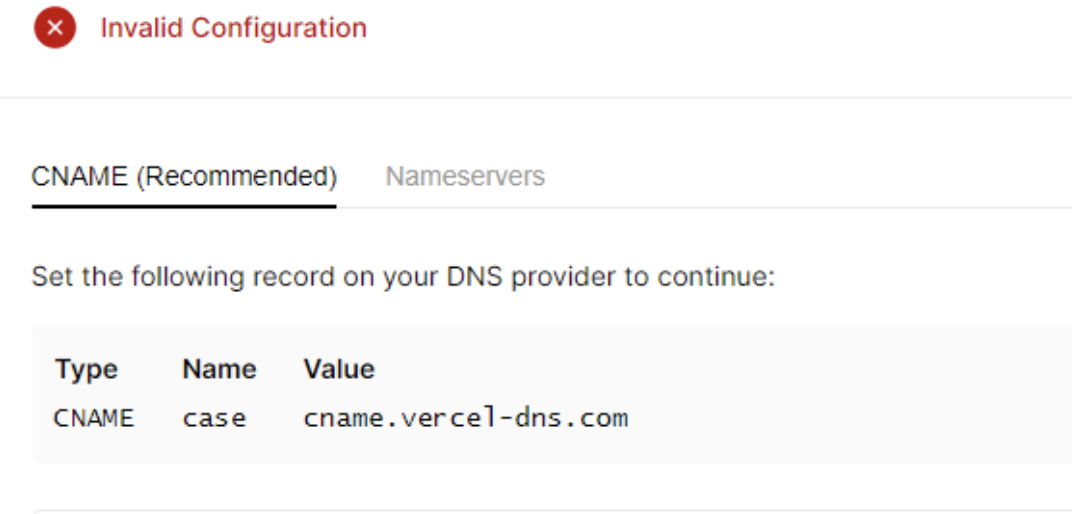 Invalid Configuration
CNAME (Recommended) Nameservers
Set the following record on your DNS provider to continue:
Type Name Value
CNAME case cname.vercel-dns.com